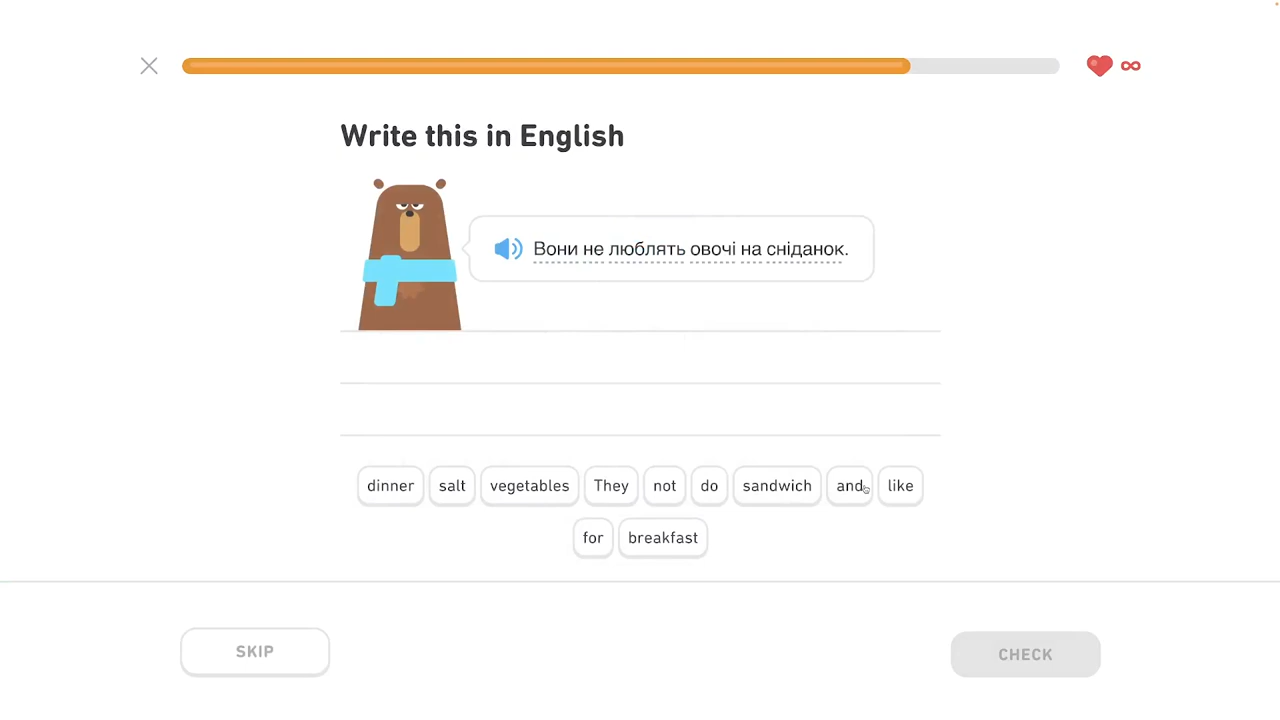 Write this in English
Вони не люблять овочі на сніданок.
dinner salt vegetables They not do sandwich and like
for breakfast
SKIP CHECK